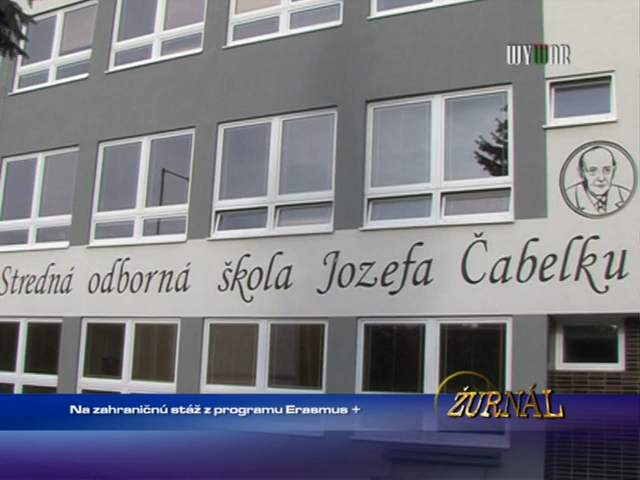 WYWAR
Stredná odborná škola Jozefa Čabelku
Na zahraničnú stáž z programu Erasmus +
ŽURNÁL